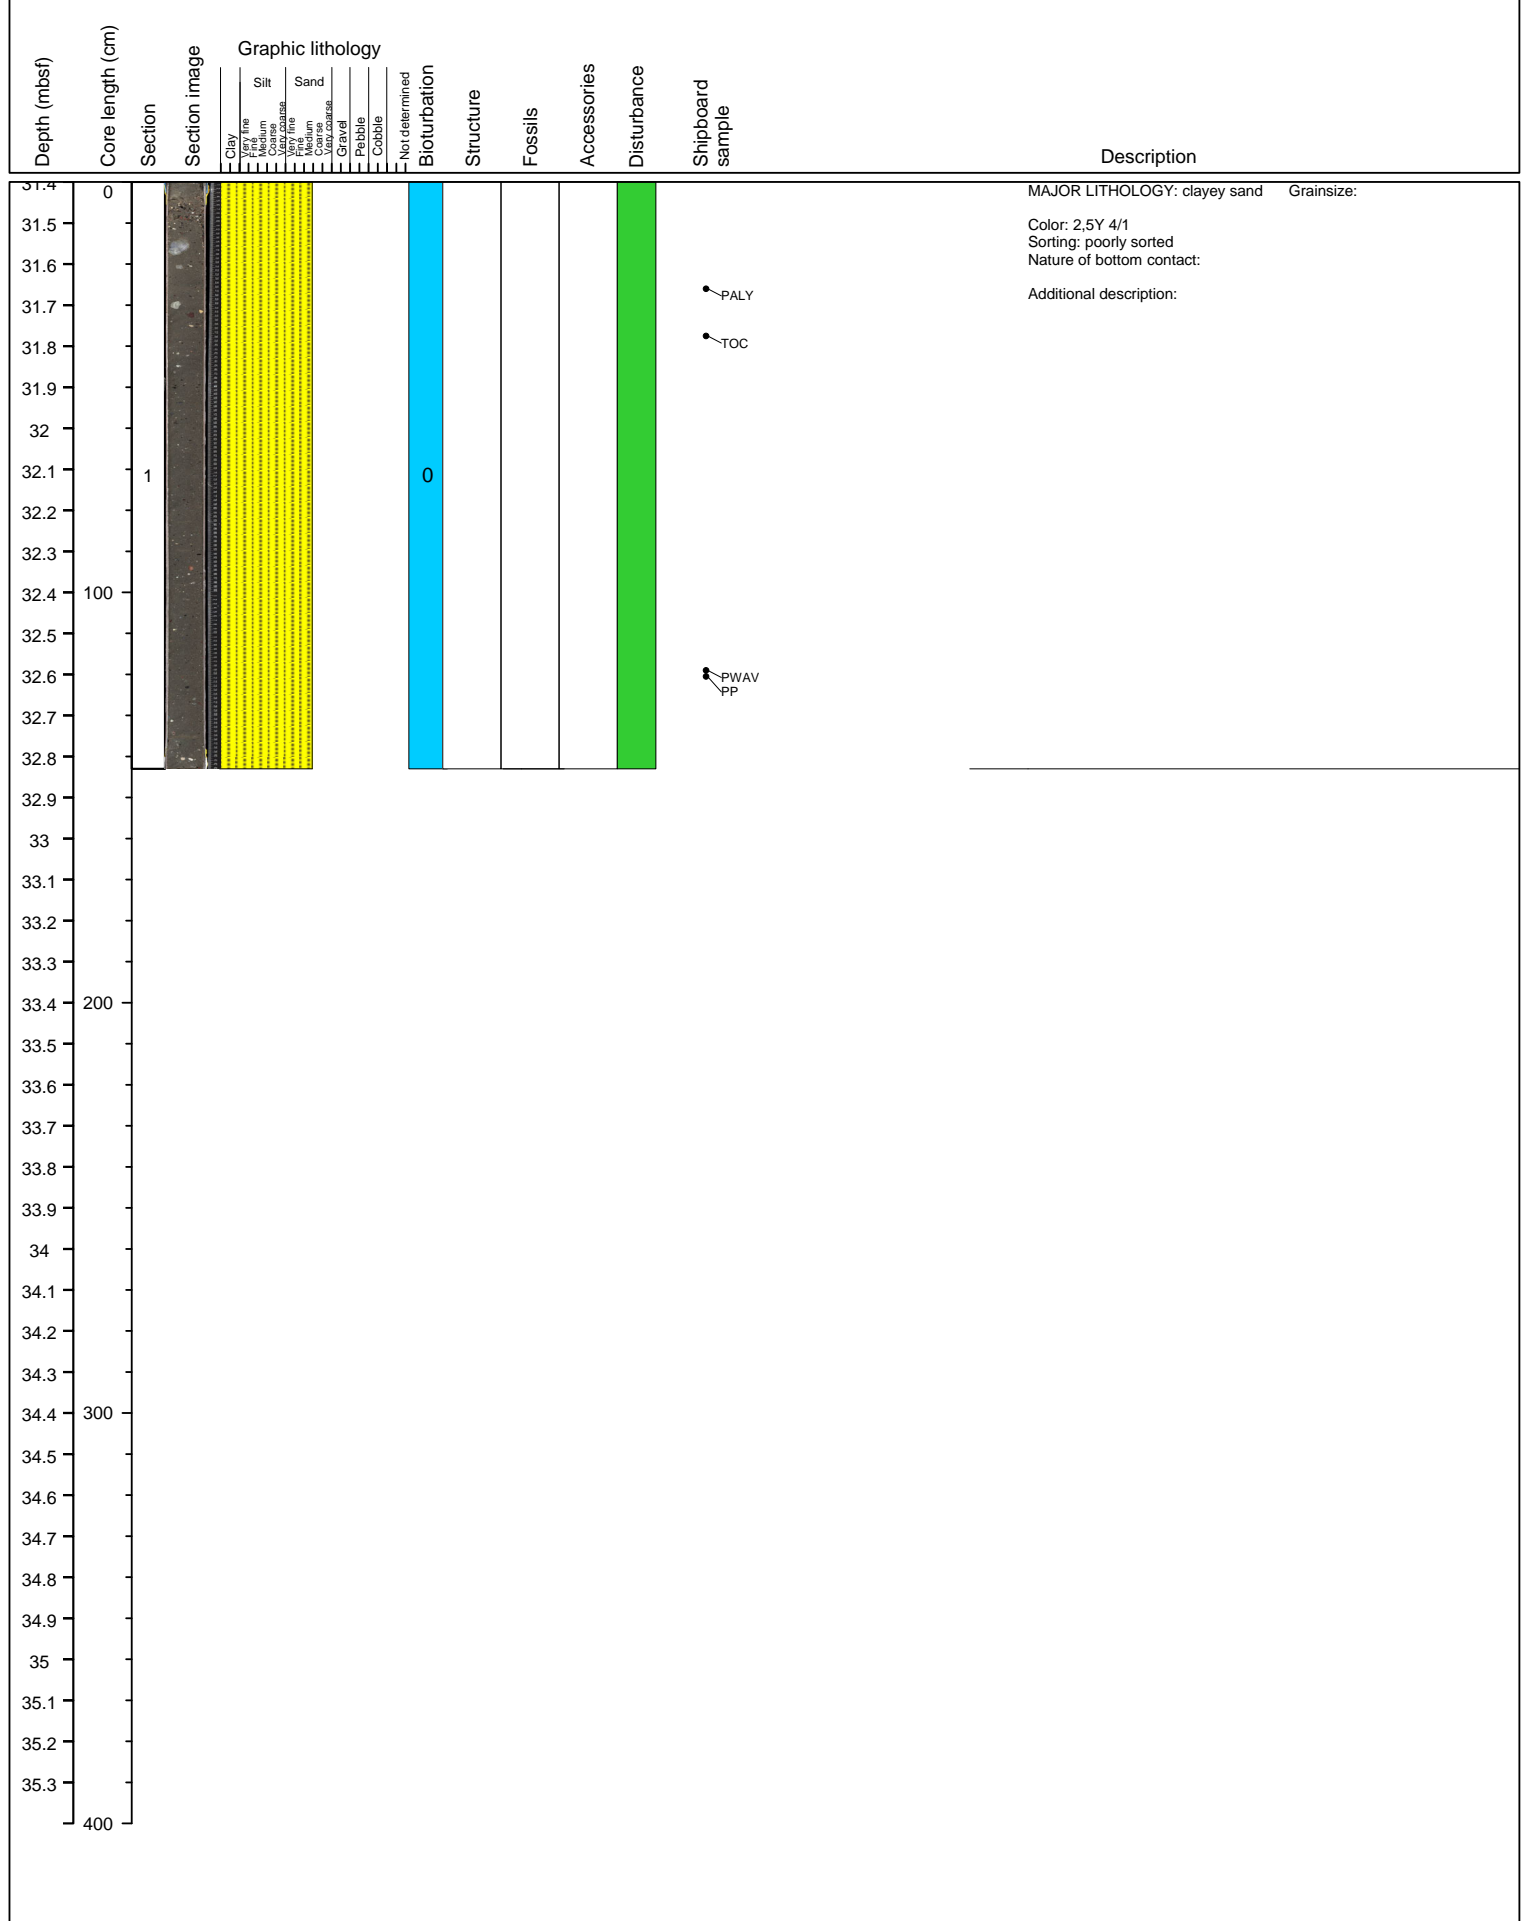 Depth (mbsf)
Core length (cm)
Section
Section image
Graphic lithology
Silt
Sand
Clay
Very fine
Fine
Medium
Coarse
Very coarse
Very fine
Fine
Medium
Coarse
Very coarse
Gravel
Pebble
Cobble
Not determined
Bioturbation
Structure
Fossils
Accessories
Disturbance
Shipboard
sample
Description
31.4
31.5
31.6
31.7
31.8
31.9
32
32.1
32.2
32.3
32.4
32.5
32.6
32.7
32.8
32.9
33
33.1
33.2
33.3
33.4
33.5
33.6
33.7
33.8
33.9
34
34.1
34.2
34.3
34.4
34.5
34.6
34.7
34.8
34.9
35
35.1
35.2
35.3
0
100
200
300
400
1
0
PALY
TOC
PWAV
PP
MAJOR LITHOLOGY: clayey sand Grainsize:
Color: 2,5Y 4/1
Sorting: poorly sorted
Nature of bottom contact:
Additional description: